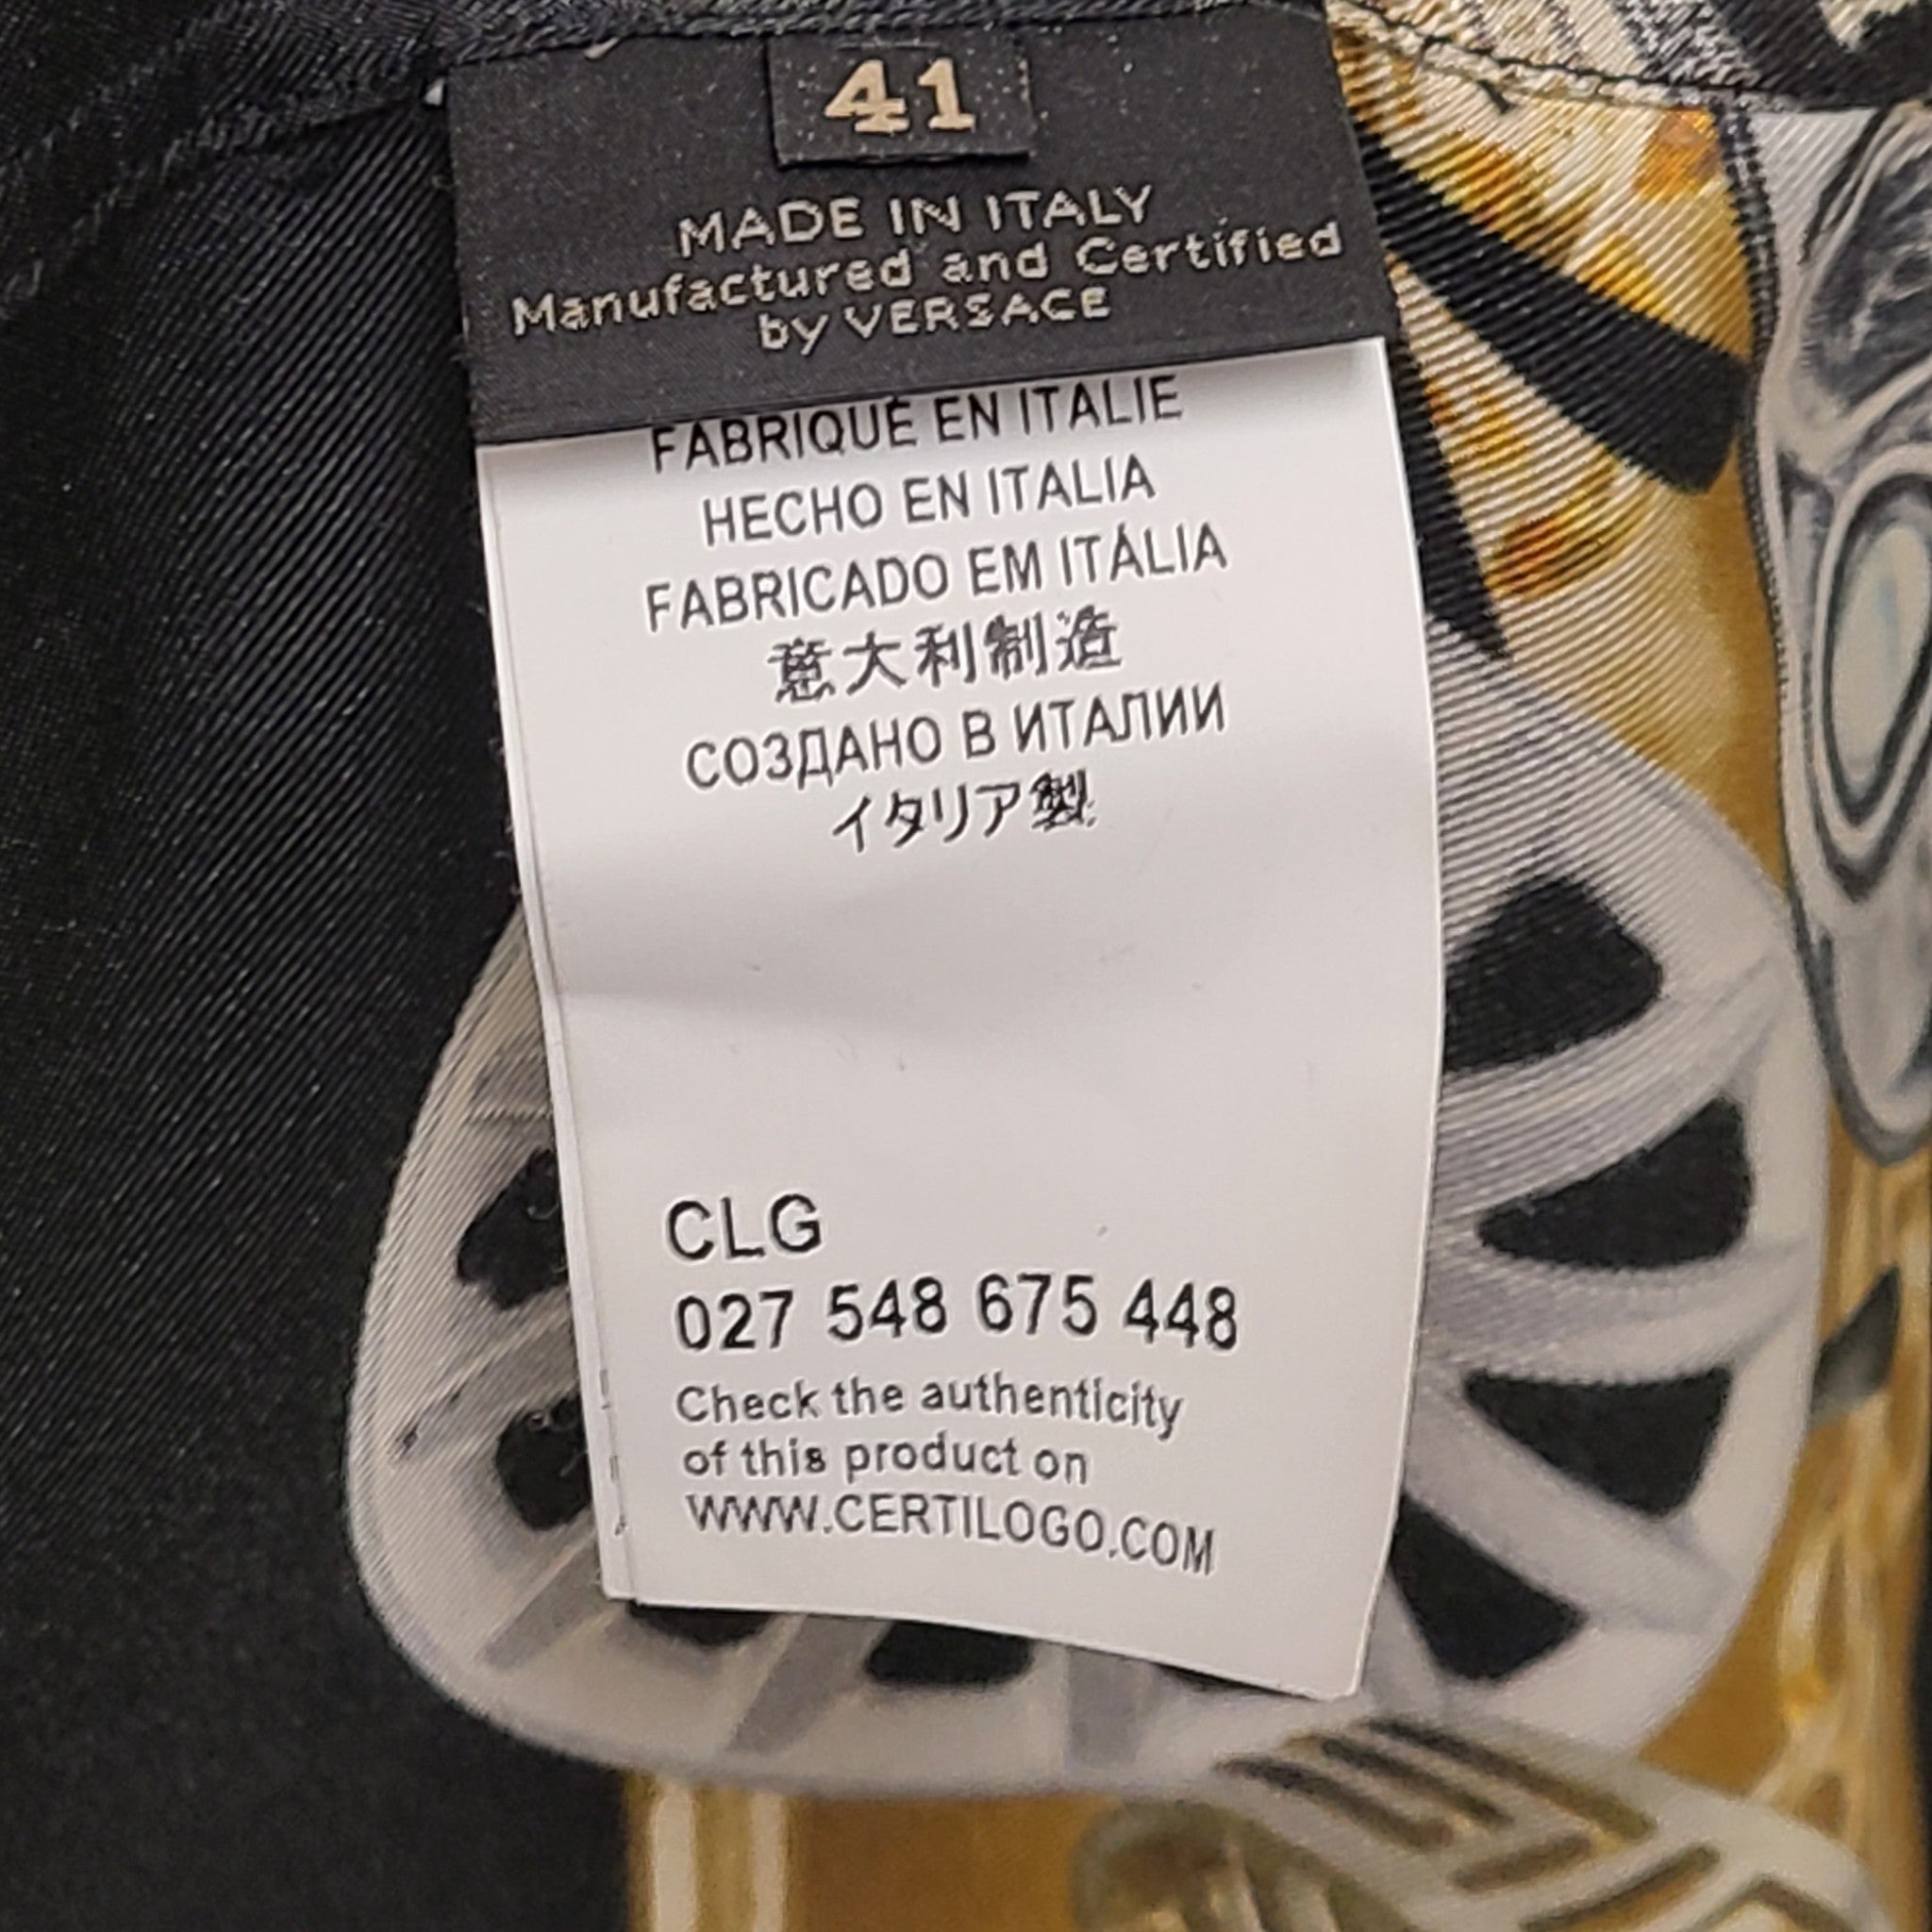 41
MADE IN ITALY
Manufactured and Certified
by VERSACE
FABRIQUÉ EN ITALIE
HECHO EN ITALIA
FABRICADO EM ITÁLIA
意大利制造
СОЗДАНО В ИТАЛИИ
イタリア製
CLG
027 548 675 448
Check the authenticity
of this product on
WWW.CERTILOGO.COM